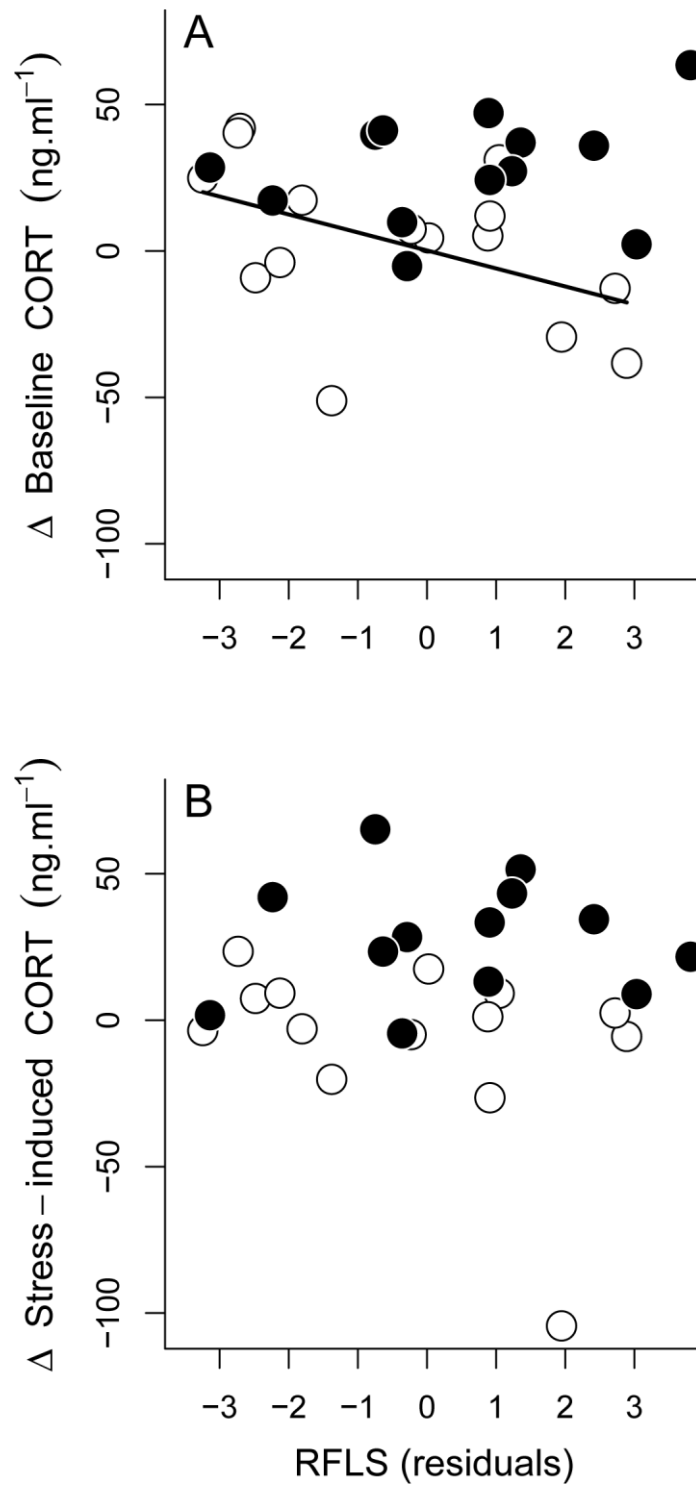 A
Δ Baseline CORT (ng.ml⁻¹)
50
0
−50
−100
−3 −2 −1 0 1 2 3
B
Δ Stress−induced CORT (ng.ml⁻¹)
50
0
−50
−100
−3 −2 −1 0 1 2 3
RFLS (residuals)